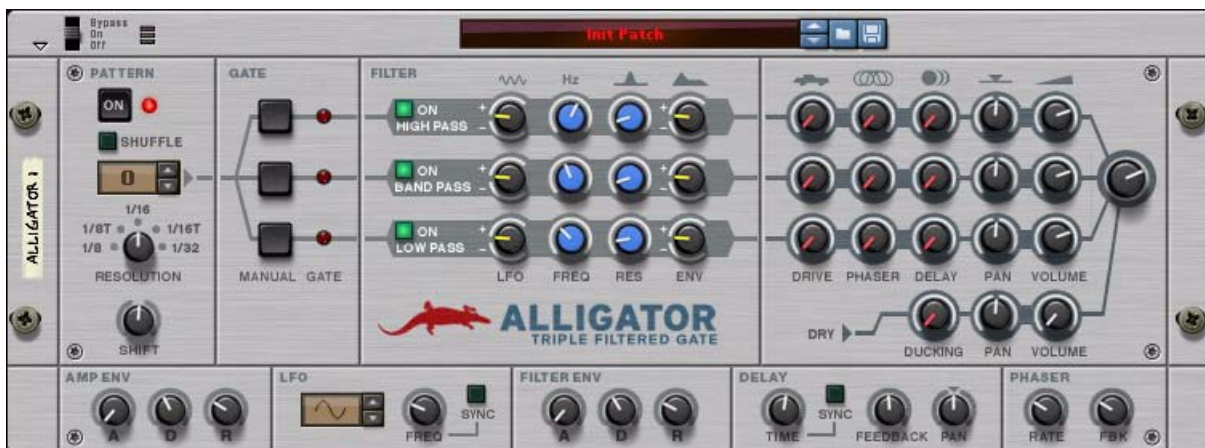 Bypass
On
Off
Init Patch
PATTERN
GATE
FILTER
Hz
ON
SHUFFLE
0
1/16
1/8T 1/16T
1/8 1/32
RESOLUTION
SHIFT
MANUAL GATE
+
-
ON
HIGH PASS
+
-
+
-
ON
BAND PASS
+
-
+
-
ON
LOW PASS
+
-
LFO FREQ RES ENV
DRIVE PHASER DELAY PAN VOLUME
ALLIGATOR
TRIPLE FILTERED GATE
DRY
DUCKING PAN VOLUME
ALLIGATOR 1
AMP ENV
A D R
LFO
FREQ
SYNC
FILTER ENV
A D R
DELAY
TIME SYNC FEEDBACK PAN
PHASER
RATE FBK